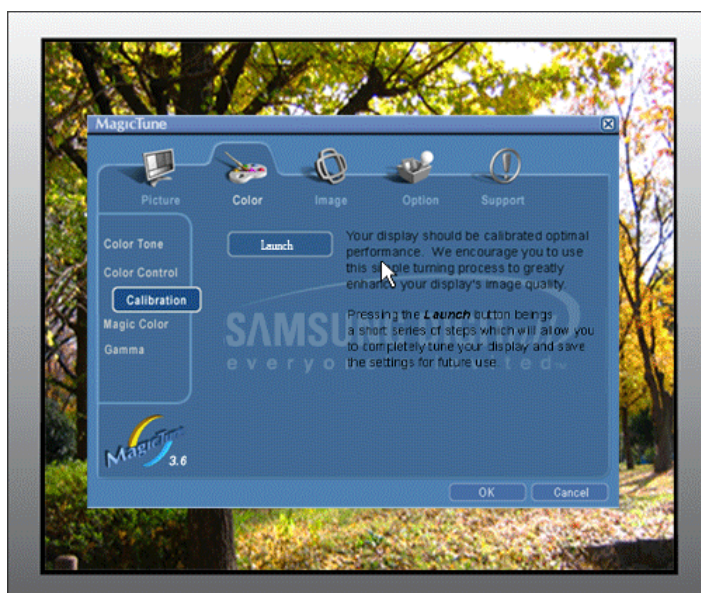 MagicTune
Picture
Color
Image
Option
Support
Color Tone
Color Control
Calibration
Magic Color
Gamma
Launch
Your display should be calibrated optimal
performance. We encourage you to use
this simple turning process to greatly
enhance your display's image quality.
Pressing the Launch button beings
a short series of steps which will allow you
to completely tune your display and save
the settings for future use.
SAMSU
everyo
ted™
MagicTune
3.6
OK
Cancel